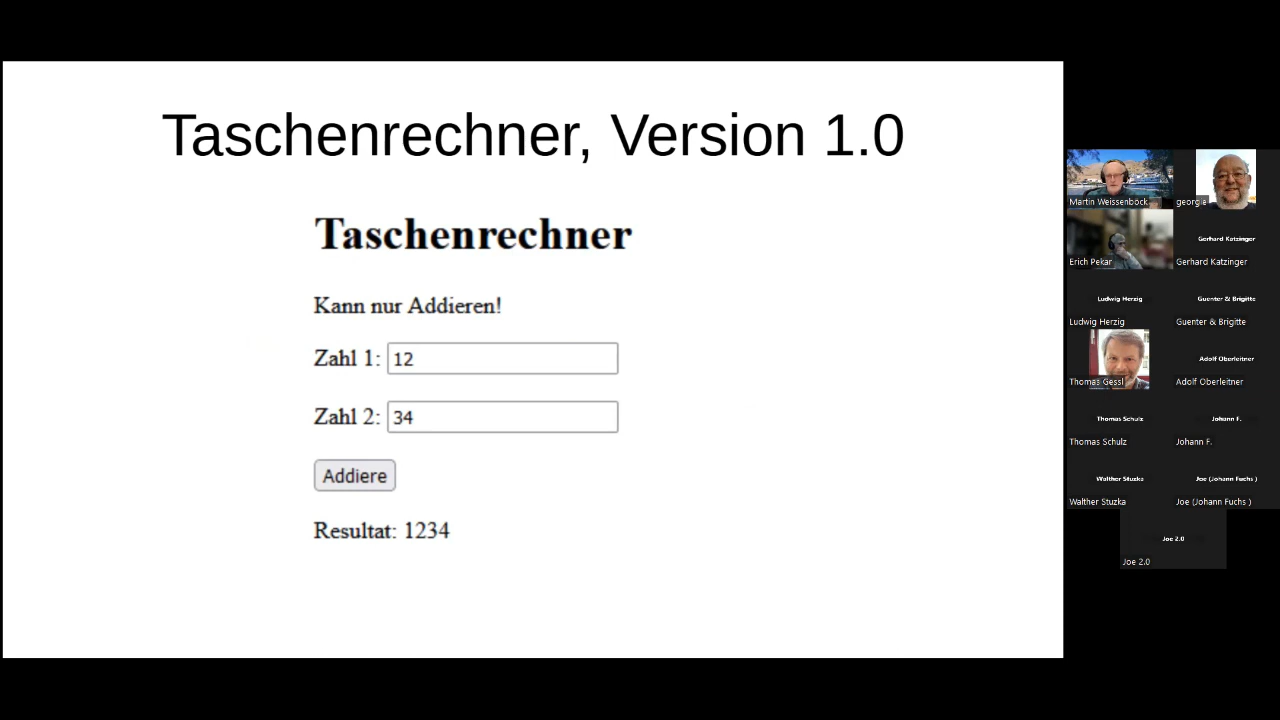 Taschenrechner, Version 1.0
Taschenrechner
Kann nur Addieren!
Zahl 1: 12
Zahl 2: 34
Addiere
Resultat: 1234
Martin Weissenböck
georgie
Erich Pekar
Gerhard Katzinger
Gerhard Katzinger
Ludwig Herzig
Ludwig Herzig
Guenter & Brigitte
Guenter & Brigitte
Thomas Gessl
Adolf Oberleitner
Adolf Oberleitner
Thomas Schulz
Thomas Schulz
Johann F.
Johann F.
Walther Stuzka
Walther Stuzka
Joe (Johann Fuchs )
Joe (Johann Fuchs )
Joe 2.0
Joe 2.0